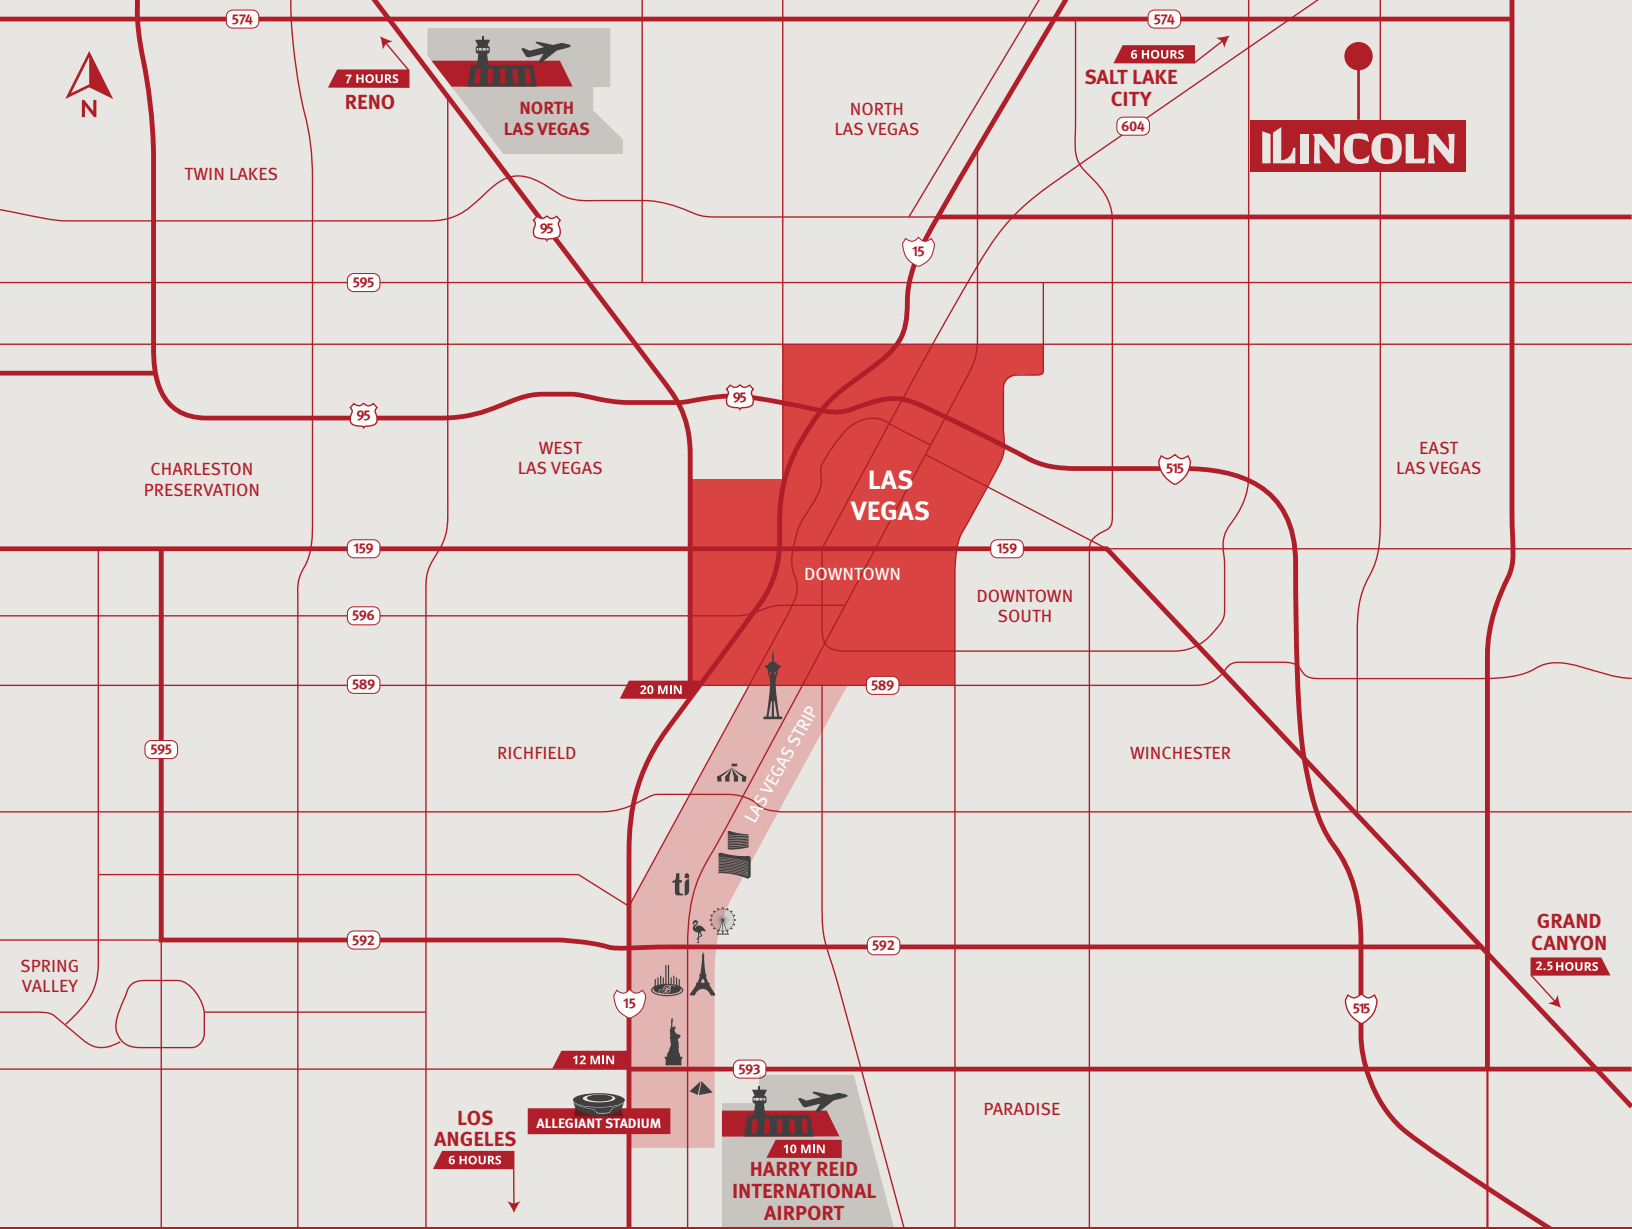 574
574
7 HOURS
RENO
6 HOURS
SALT LAKE
CITY
604
N
NORTH
LAS VEGAS
NORTH
LAS VEGAS
LINCOLN
TWIN LAKES
95
15
595
95
95
WEST
LAS VEGAS
EAST
LAS VEGAS
CHARLESTON
PRESERVATION
515
LAS
VEGAS
159
159
DOWNTOWN
DOWNTOWN
SOUTH
596
589
20 MIN
589
LAS VEGAS STRIP
595
RICHFIELD
WINCHESTER
ti
592
592
GRAND
CANYON
2.5 HOURS
SPRING
VALLEY
15
515
12 MIN
593
LOS
ANGELES
6 HOURS
ALLEGIANT STADIUM
PARADISE
10 MIN
HARRY REID
INTERNATIONAL
AIRPORT